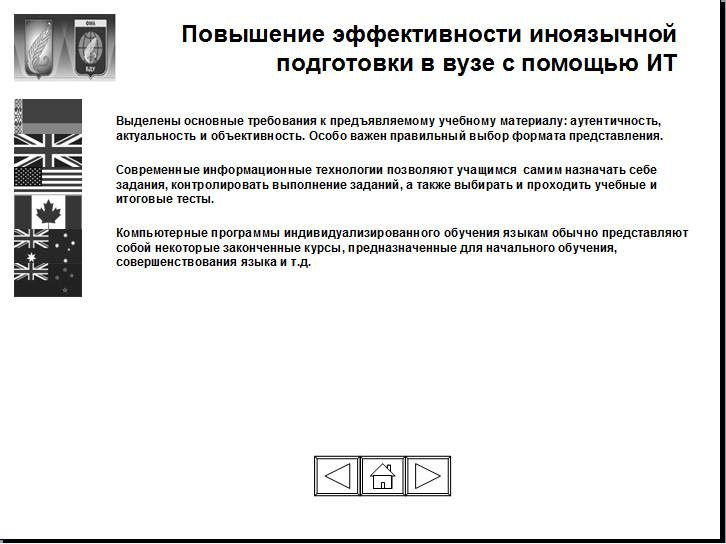 ФМА
БДУ
Повышение эффективности иноязычной
подготовки в вузе с помощью ИТ
Выделены основные требования к предъявляемому учебному материалу: аутентичность,
актуальность и объективность. Особо важен правильный выбор формата представления.
Современные информационные технологии позволяют учащимся самим назначать себе
задания, контролировать выполнение заданий, а также выбирать и проходить учебные и
итоговые тесты.
Компьютерные программы индивидуализированного обучения языкам обычно представляют
собой некоторые законченные курсы, предназначенные для начального обучения,
совершенствования языка и т.д.